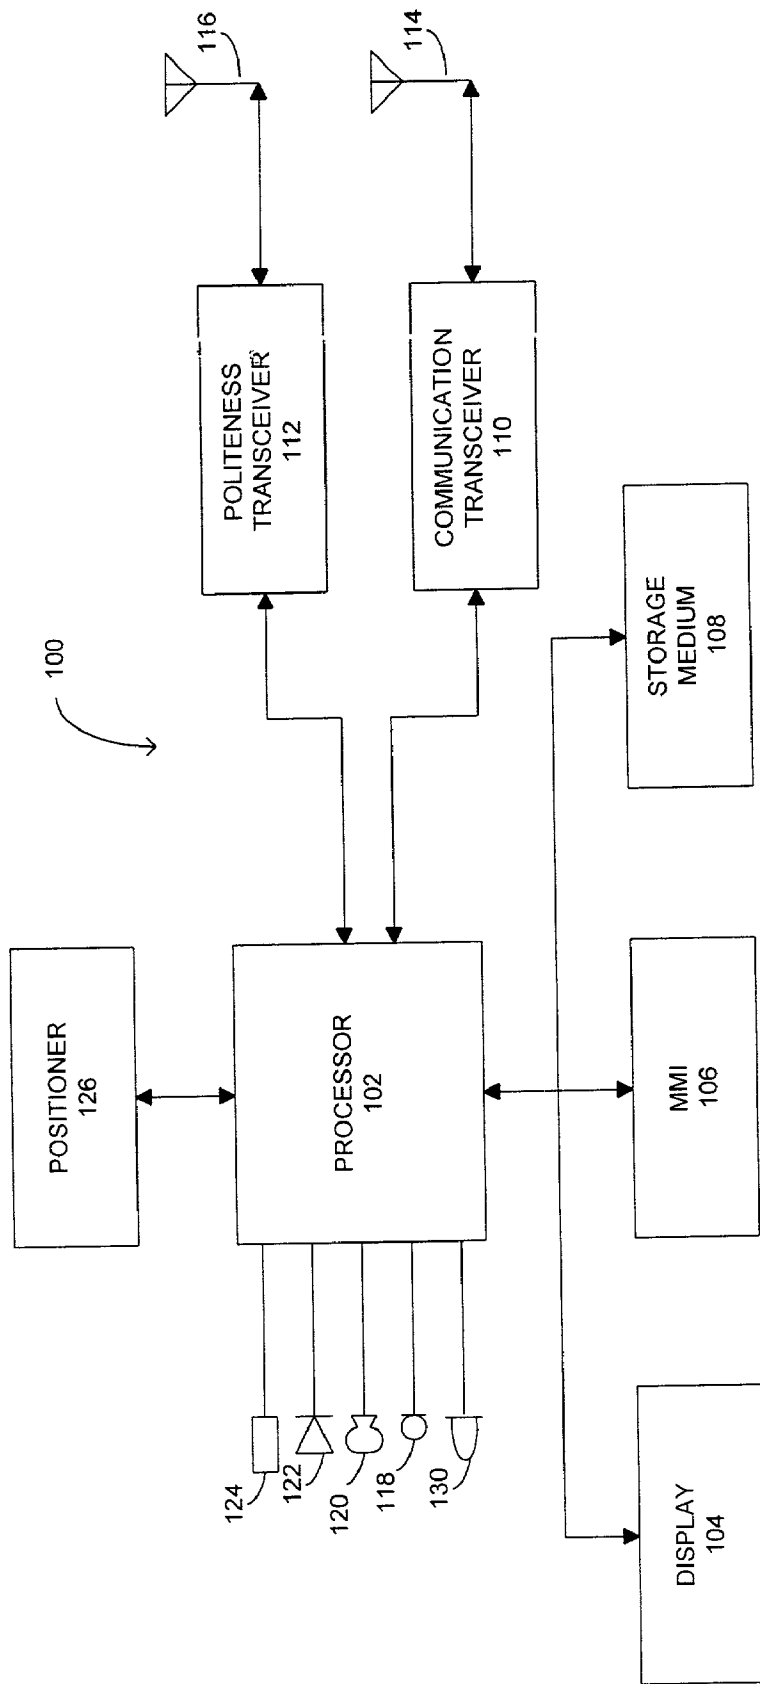 116
114
POLITENESS
TRANSCEIVER
112
COMMUNICATION
TRANSCEIVER
110
100
STORAGE
MEDIUM
108
POSITIONER
126
PROCESSOR
102
MMI
106
124
122
120
118
130
DISPLAY
104